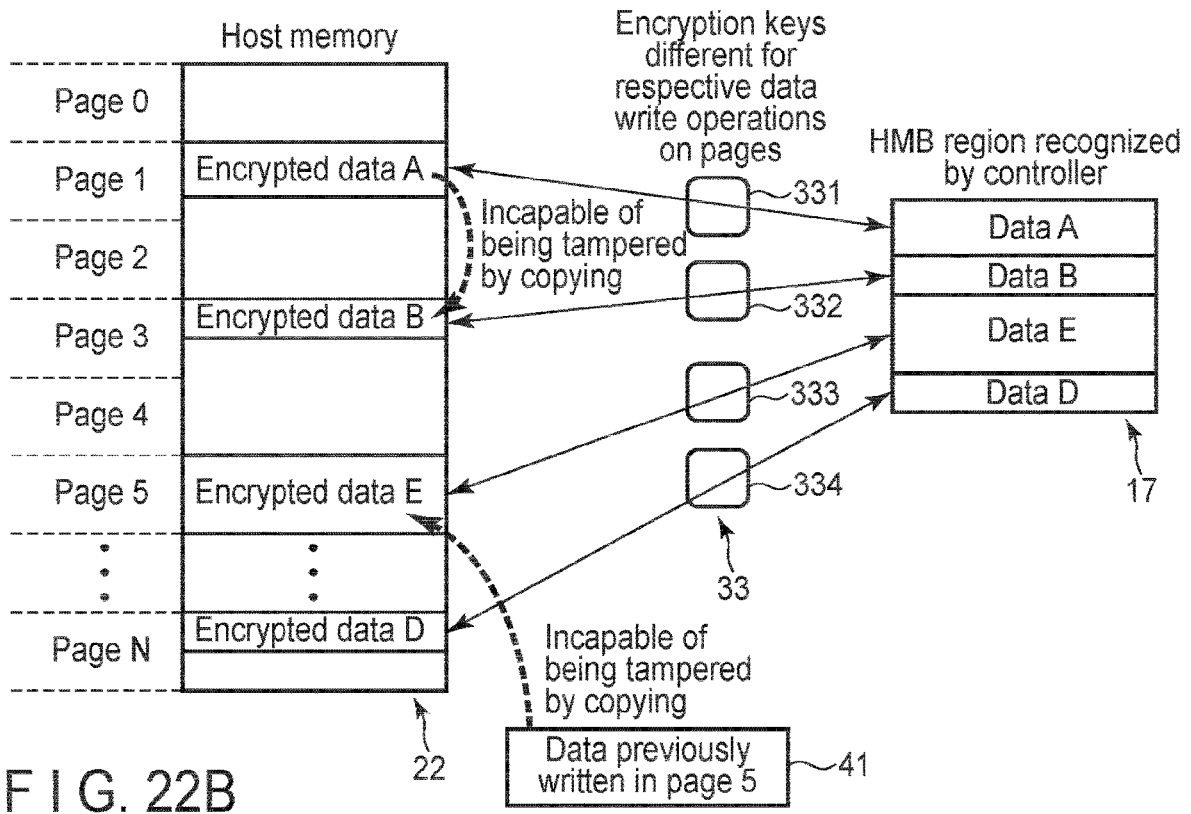 Host memory
Encryption keys
different for
respective data
write operations
on pages
HMB region recognized
by controller
Page 0
Page 1
Page 2
Page 3
Page 4
Page 5
Page N
Encrypted data A
Encrypted data B
Encrypted data E
Encrypted data D
Incapable of
being tampered
by copying
331
332
333
334
33
Data A
Data B
Data E
Data D
17
Incapable of
being tampered
by copying
22
Data previously
written in page 5
41
F I G. 22B